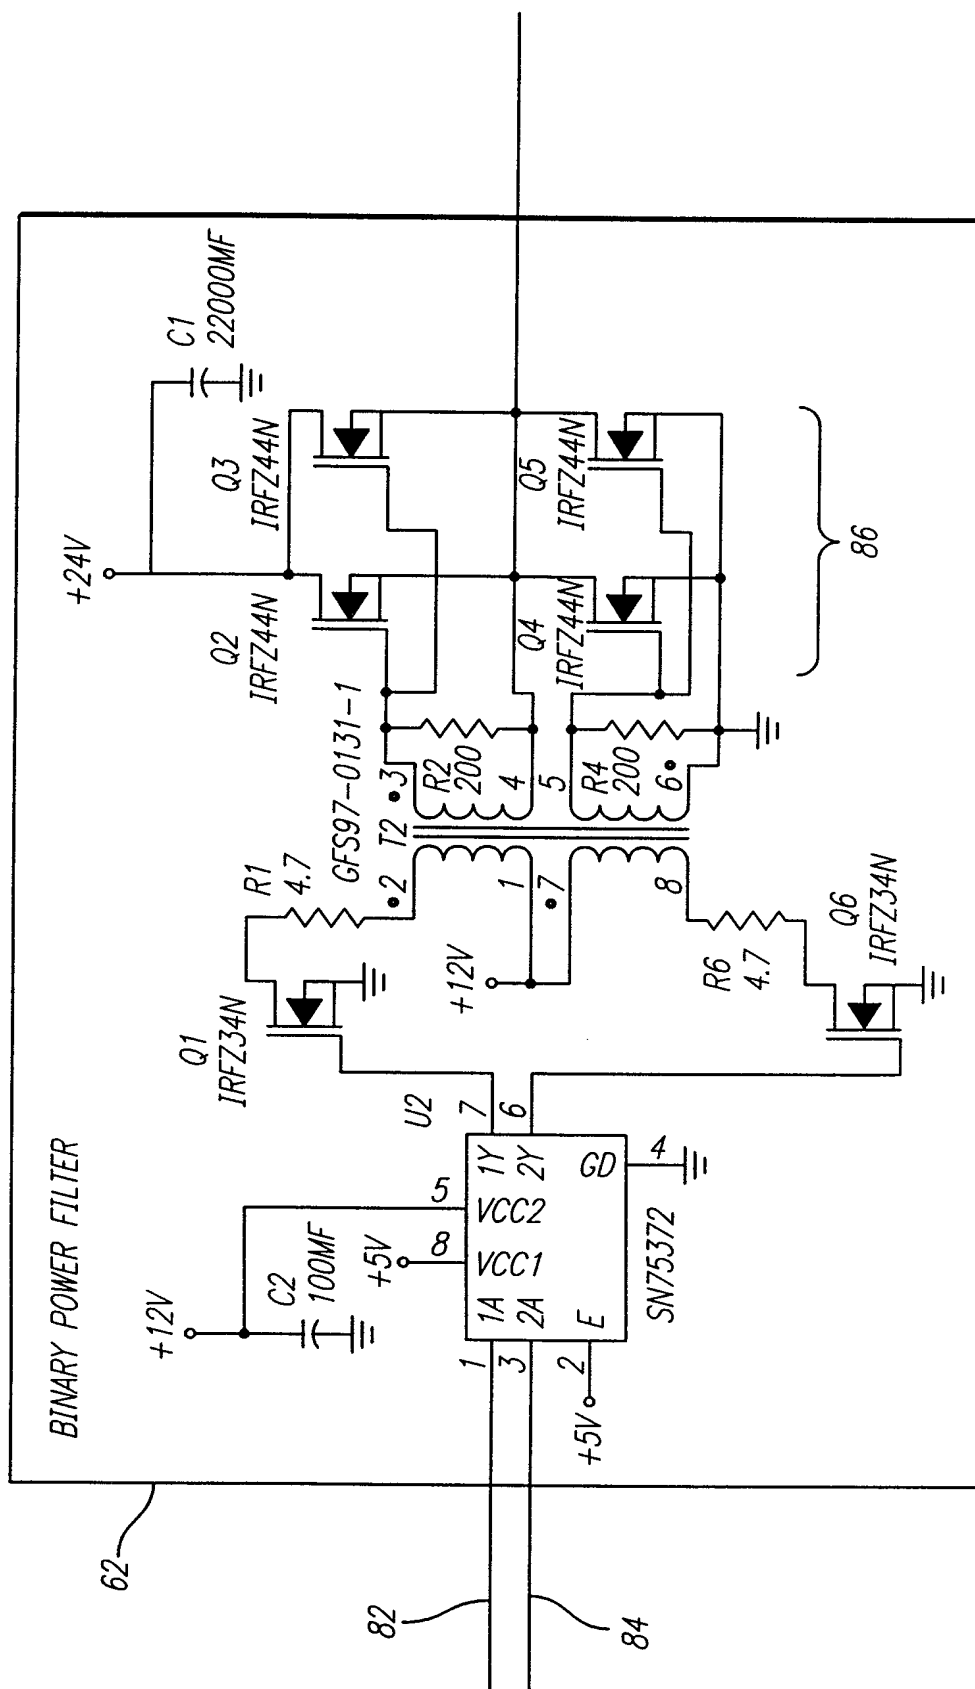 BINARY POWER FILTER
62
82
84
+12V
C2
100MF
+5V
8
5
VCC2
VCC1
1A
2A
E
1Y
2Y
GD
1
3
2
+5V
7
6
4
U2
SN75372
Q1
IRFZ34N
R1
4.7
+12V
R6
4.7
Q6
IRFZ34N
GFS97-0131-1
T2
2
1
7
8
3
4
5
6
R2
200
R4
200
+24V
Q2
IRFZ44N
Q3
IRFZ44N
Q4
IRFZ44N
Q5
IRFZ44N
C1
22000MF
86